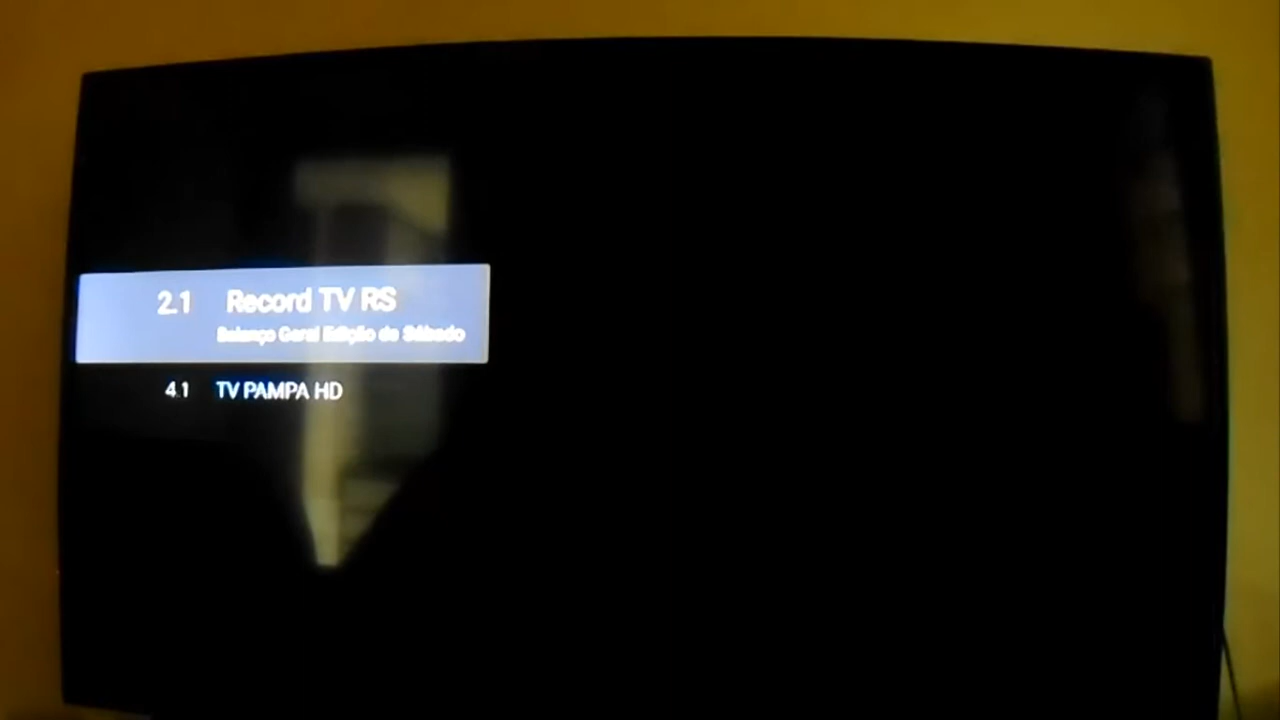 2.1 Record TV RS
Balanço Geral Edição de Sábado
4.1 TV PAMPA HD